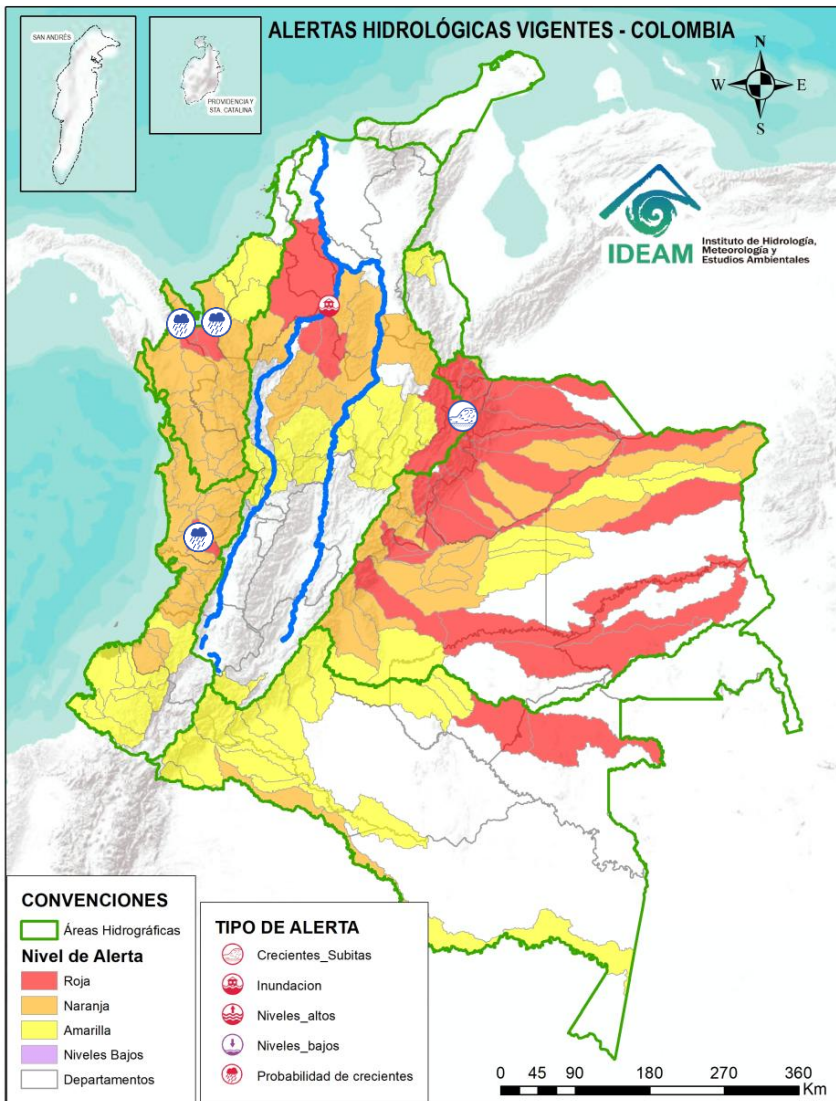 ALERTAS HIDROLÓGICAS VIGENTES - COLOMBIA
SAN ANDRÉS
PROVIDENCIA Y
STA. CATALINA
N
W
E
S
IDEAM
Instituto de Hidrología,
Meteorología y
Estudios Ambientales
CONVENCIONES
Áreas Hidrográficas
Nivel de Alerta
Roja
Naranja
Amarilla
Niveles Bajos
Departamentos
TIPO DE ALERTA
Crecientes_Subitas
Inundacion
Niveles_altos
Niveles_bajos
Probabilidad de crecientes
0 45 90 180 270 360
Km